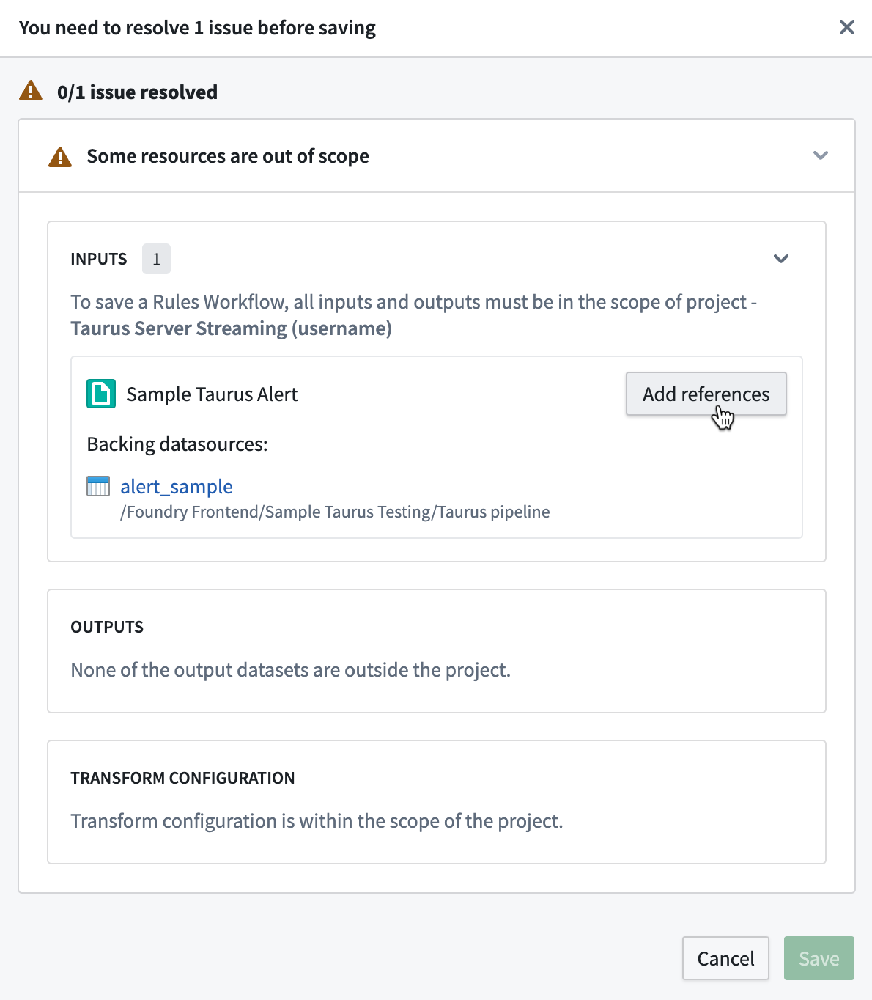 You need to resolve 1 issue before saving
0/1 issue resolved
Some resources are out of scope
INPUTS 1
To save a Rules Workflow, all inputs and outputs must be in the scope of project -
Taurus Server Streaming (username)
Sample Taurus Alert
Add references
Backing datasources:
alert_sample
/Foundry Frontend/Sample Taurus Testing/Taurus pipeline
OUTPUTS
None of the output datasets are outside the project.
TRANSFORM CONFIGURATION
Transform configuration is within the scope of the project.
Cancel
Save